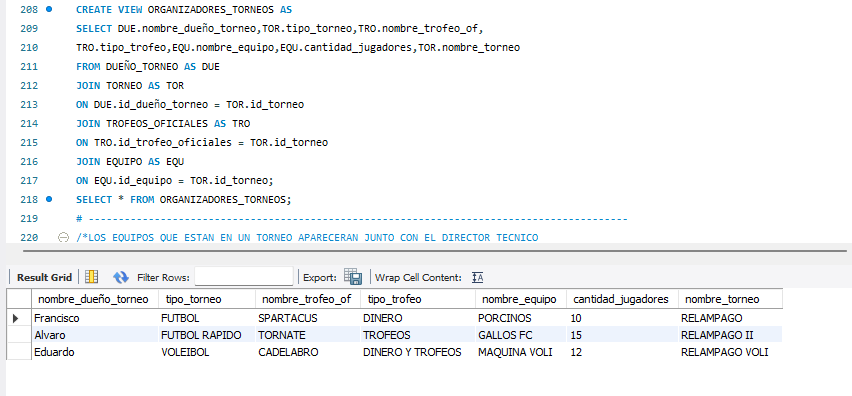 208 CREATE VIEW ORGANIZADORES_TORNEOS AS
209 SELECT DUE.nombre_dueño_torneo,TOR.tipo_torneo,TRO.nombre_trofeo_of,
210 TRO.tipo_trofeo,EQU.nombre_equipo,EQU.cantidad_jugadores,TOR.nombre_torneo
211 FROM DUEÑO_TORNEO AS DUE
212 JOIN TORNEO AS TOR
213 ON DUE.id_dueño_torneo = TOR.id_torneo
214 JOIN TROFEOS_OFICIALES AS TRO
215 ON TRO.id_trofeo_oficiales = TOR.id_torneo
216 JOIN EQUIPO AS EQU
217 ON EQU.id_equipo = TOR.id_torneo;
218 SELECT * FROM ORGANIZADORES_TORNEOS;
219 # -----------------------------------------------------------------------------------
220 /*LOS EQUIPOS QUE ESTAN EN UN TORNEO APARECERAN JUNTO CON EL DIRECTOR TECNICO
Result Grid Filter Rows: Export: Wrap Cell Content:
nombre_dueño_torneo tipo_torneo nombre_trofeo_of tipo_trofeo nombre_equipo cantidad_jugadores nombre_torneo
Francisco FUTBOL SPARTACUS DINERO PORCINOS 10 RELAMPAGO
Alvaro FUTBOL RAPIDO TORNATE TROFEOS GALLOS FC 15 RELAMPAGO II
Eduardo VOLEIBOL CADELABRO DINERO Y TROFEOS MAQUINA VOLI 12 RELAMPAGO VOLI